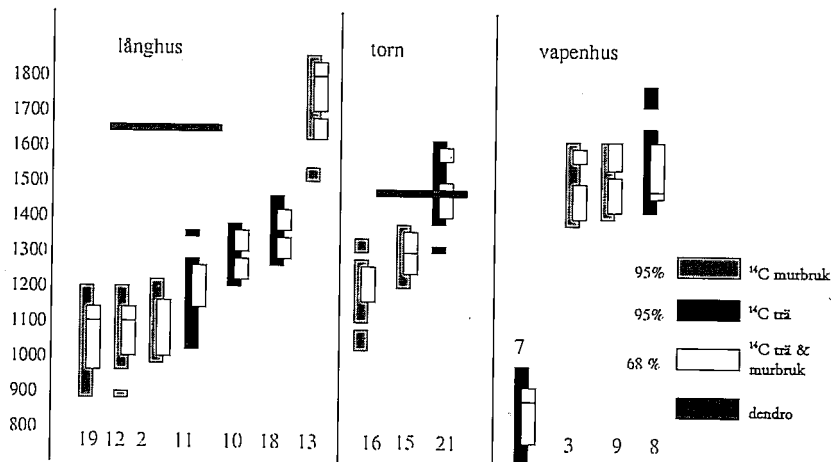 långhus
torn
vapenhus
1800
1700
1600
1500
1400
1300
1200
1100
1000
900
800
19 12 2 11 10 18 13
16 15 21
7
3 9 8
95% ¹⁴C murbruk
95% ¹⁴C trä
68 % ¹⁴C trä &
murbruk
dendro